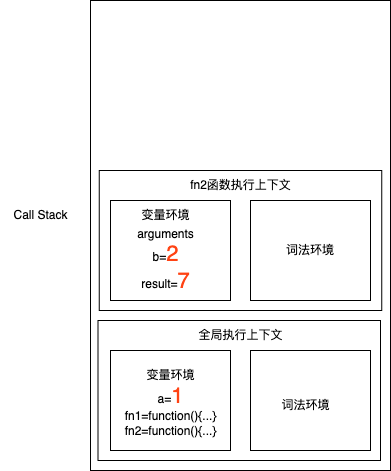 fn2函数执行上下文
变量环境
arguments
b=2
result=7
词法环境
Call Stack
全局执行上下文
变量环境
a=1
fn1=function(){...}
fn2=function(){...}
词法环境